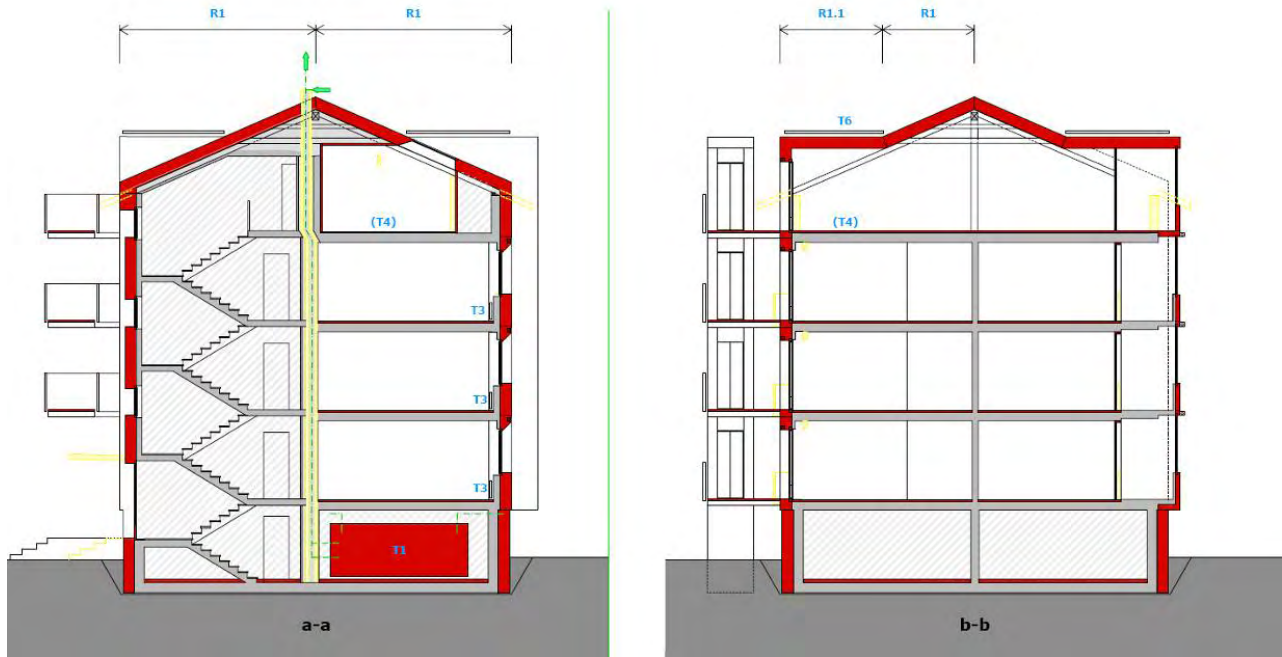 R1 R1
R1.1 R1
T6
(T4)
(T4)
T3
T3
T3
T1
a-a
b-b